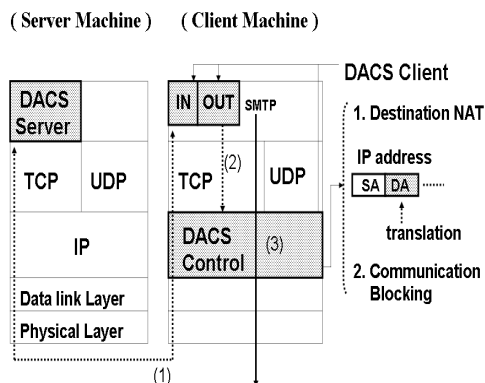 ( Server Machine )
( Client Machine )
DACS Client
DACS
Server
IN
OUT
SMTP
1. Destination NAT
IP address
SA
DA
translation
2. Communication
Blocking
TCP
UDP
(2)
TCP
UDP
IP
DACS
Control
(3)
Data link Layer
Physical Layer
(1)